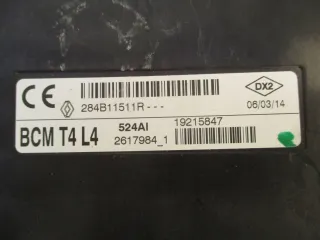 CE 284B11511R--- DX2
06/03/14
BCM T4 L4 524AI 19215847
2617984_1